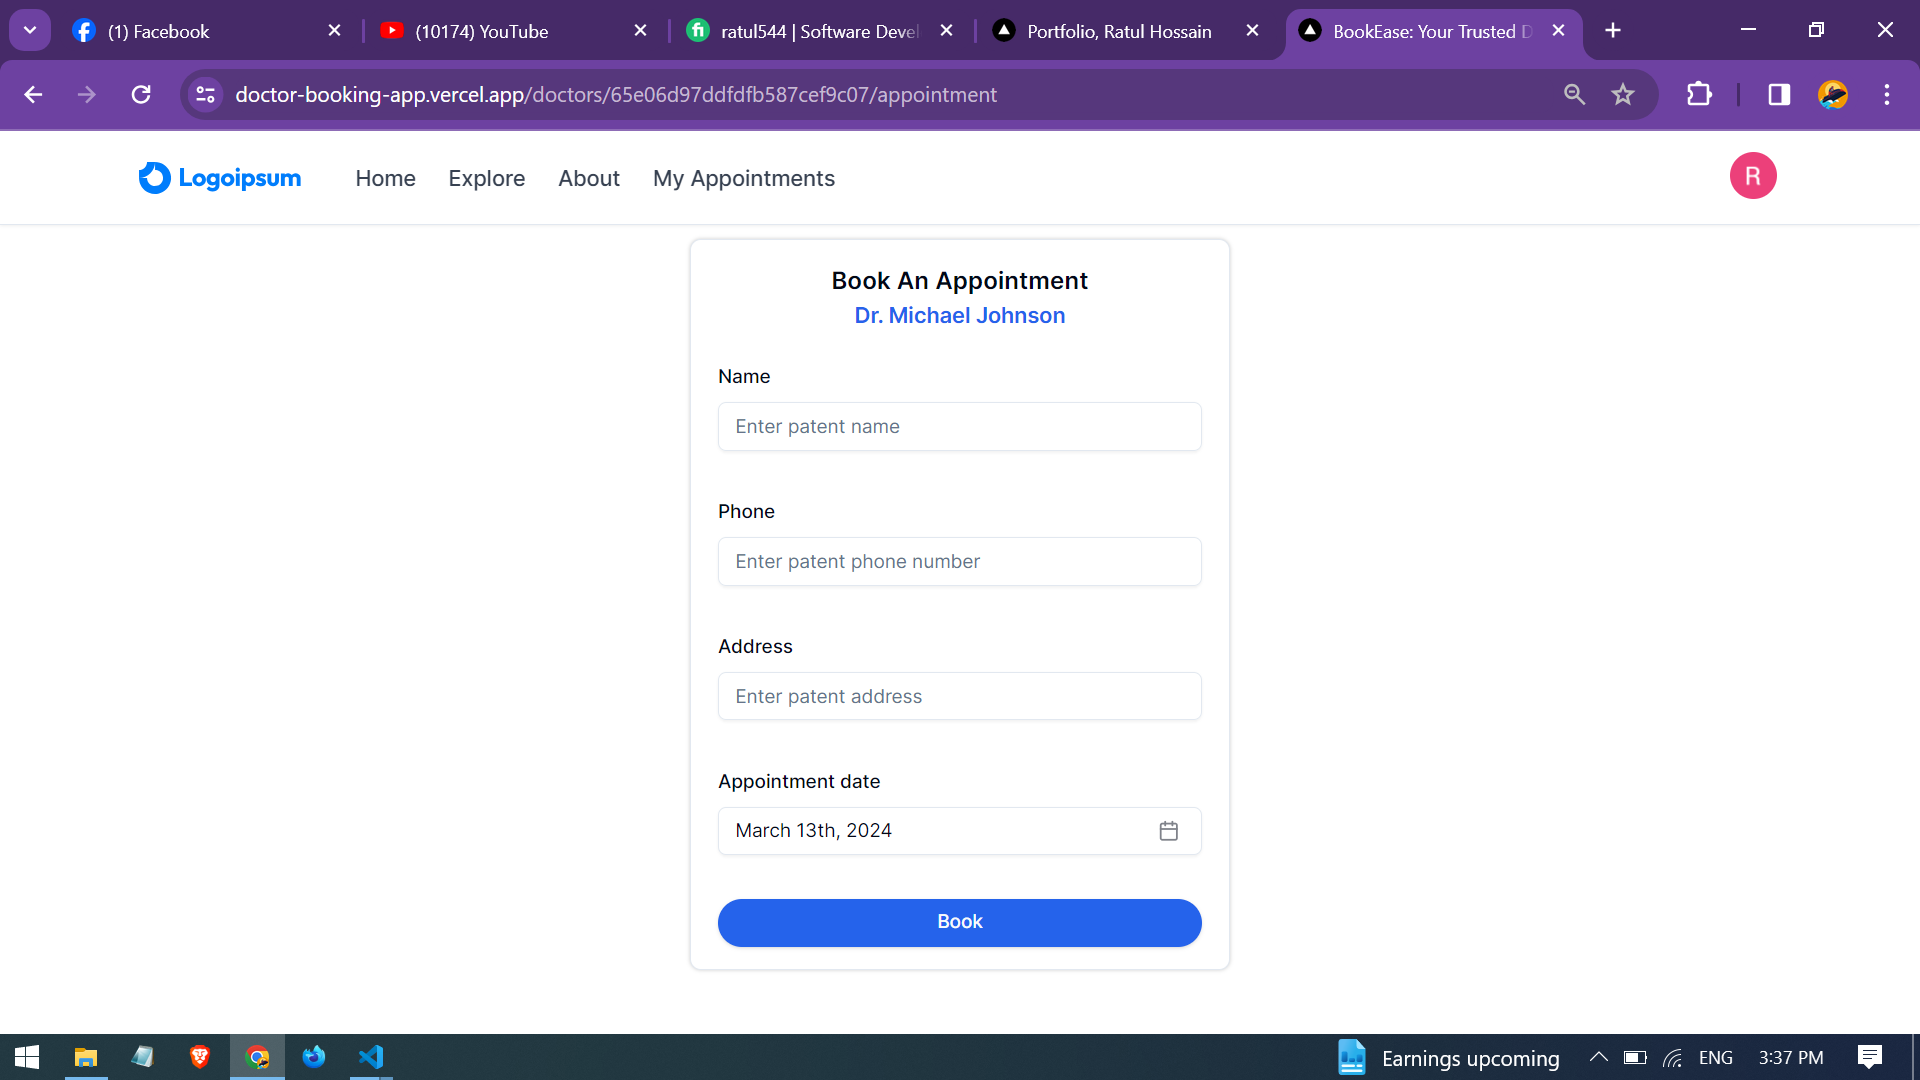 (1) Facebook
(10174) YouTube
ratul544 | Software Devel
Portfolio, Ratul Hossain
BookEase: Your Trusted D
doctor-booking-app.vercel.app/doctors/65e06d97ddfdfb587cef9c07/appointment
Logoipsum
Home
Explore
About
My Appointments
R
Book An Appointment
Dr. Michael Johnson
Name
Enter patent name
Phone
Enter patent phone number
Address
Enter patent address
Appointment date
March 13th, 2024
Book
Earnings upcoming
ENG
3:37 PM